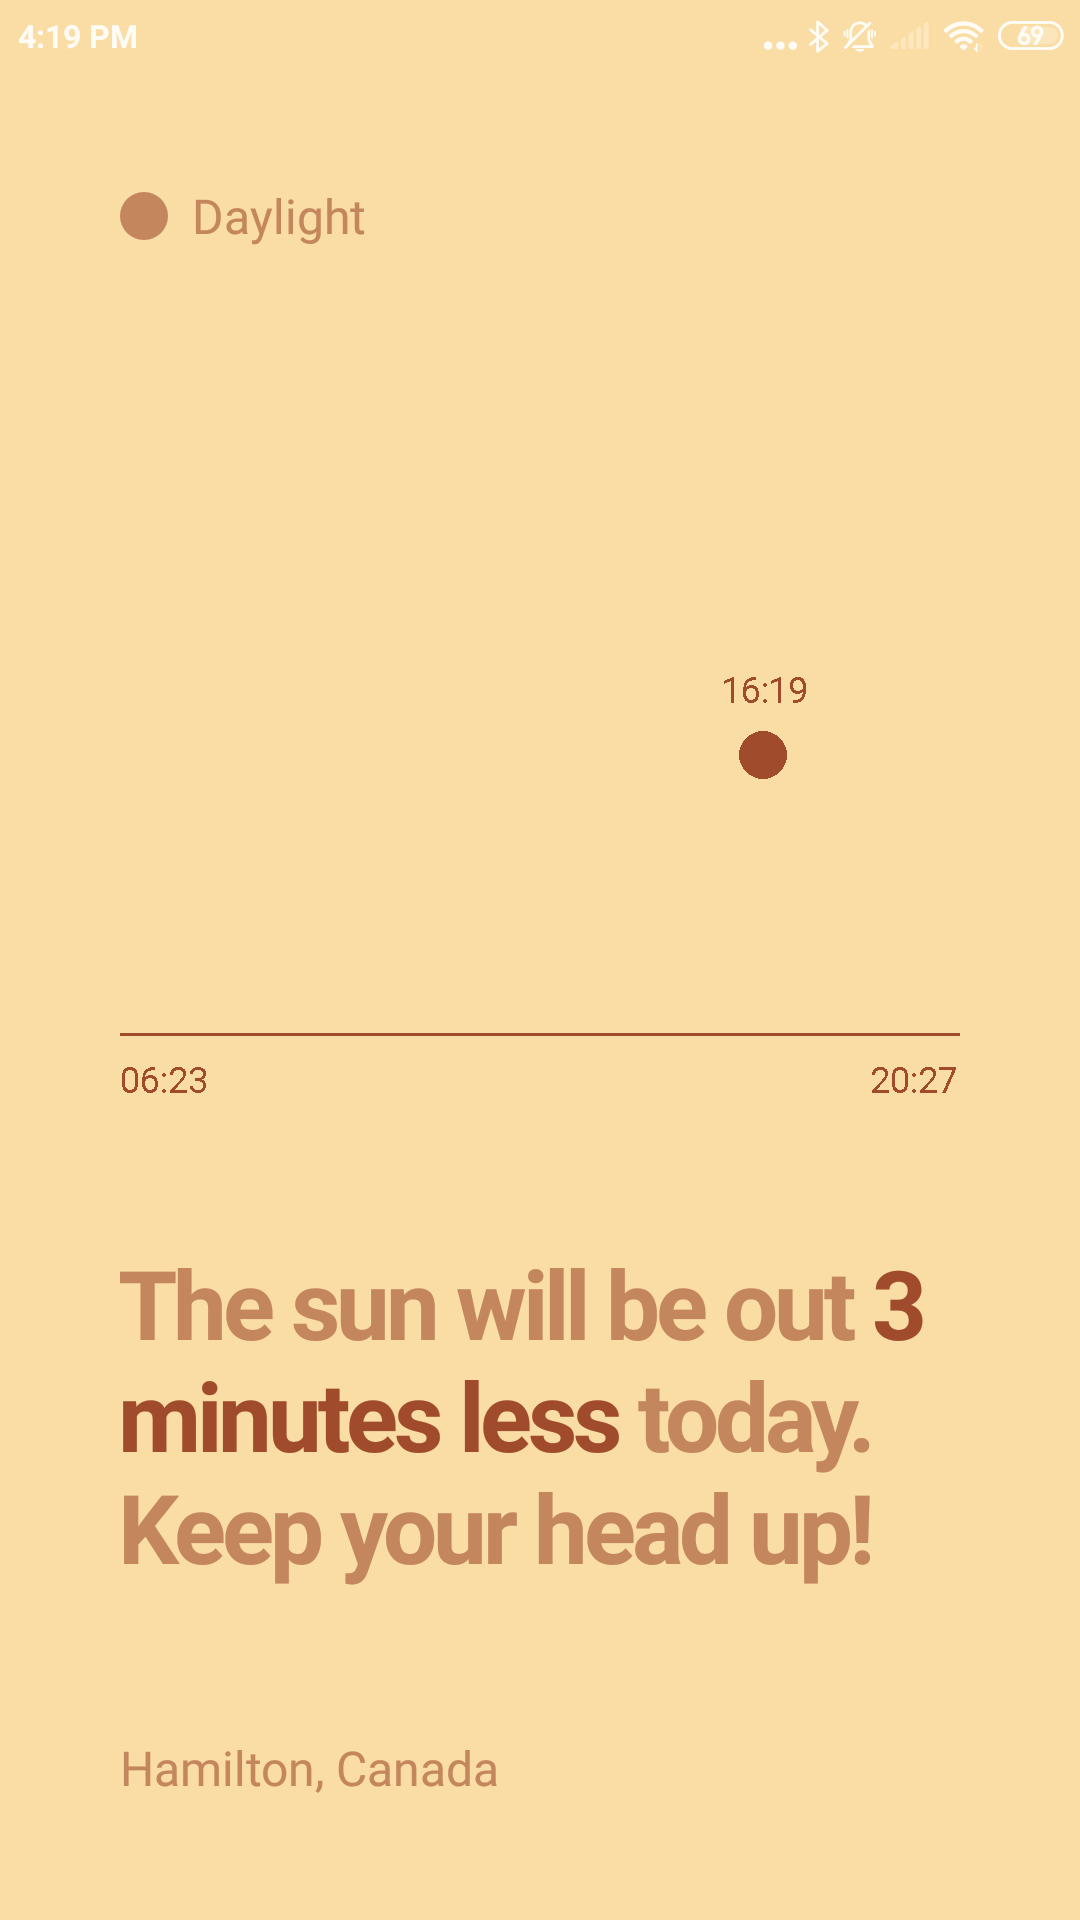 4:19 PM
69
Daylight
16:19
06:23
20:27
The sun will be out 3
minutes less today.
Keep your head up!
Hamilton, Canada